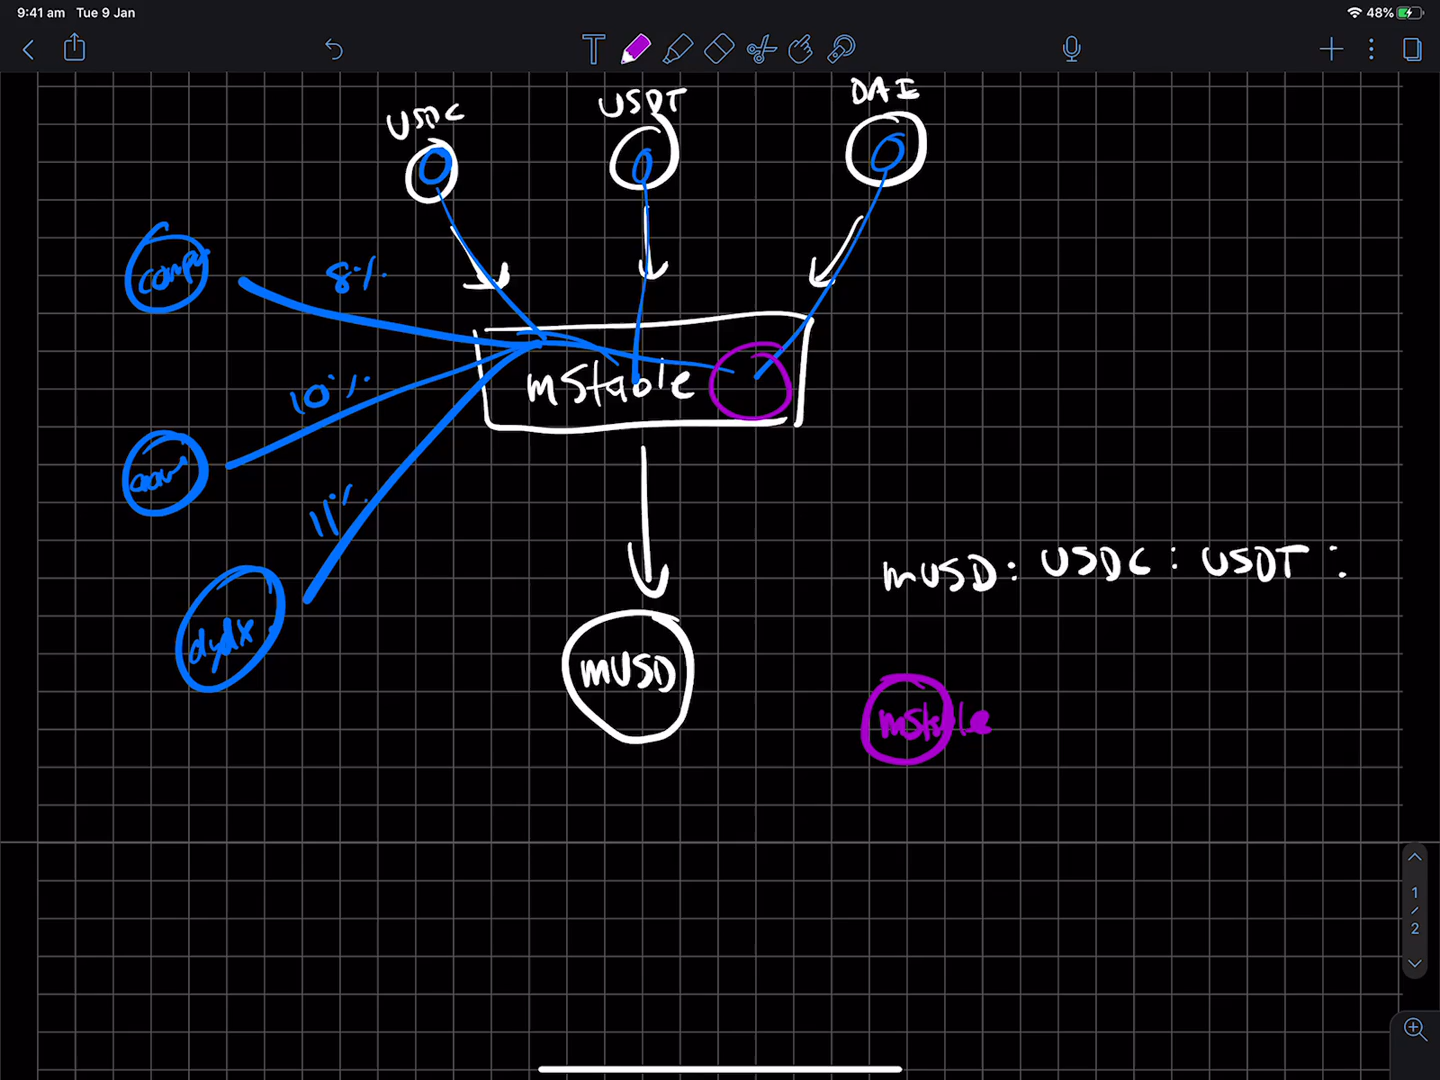 9:41 am Tue 9 Jan
48%
USDC
USDT
DAI
comp
8%
mStable
10%
aave
11%
mUSD: USDC: USDT:
dydx
mUSD
mStable
1
/
2